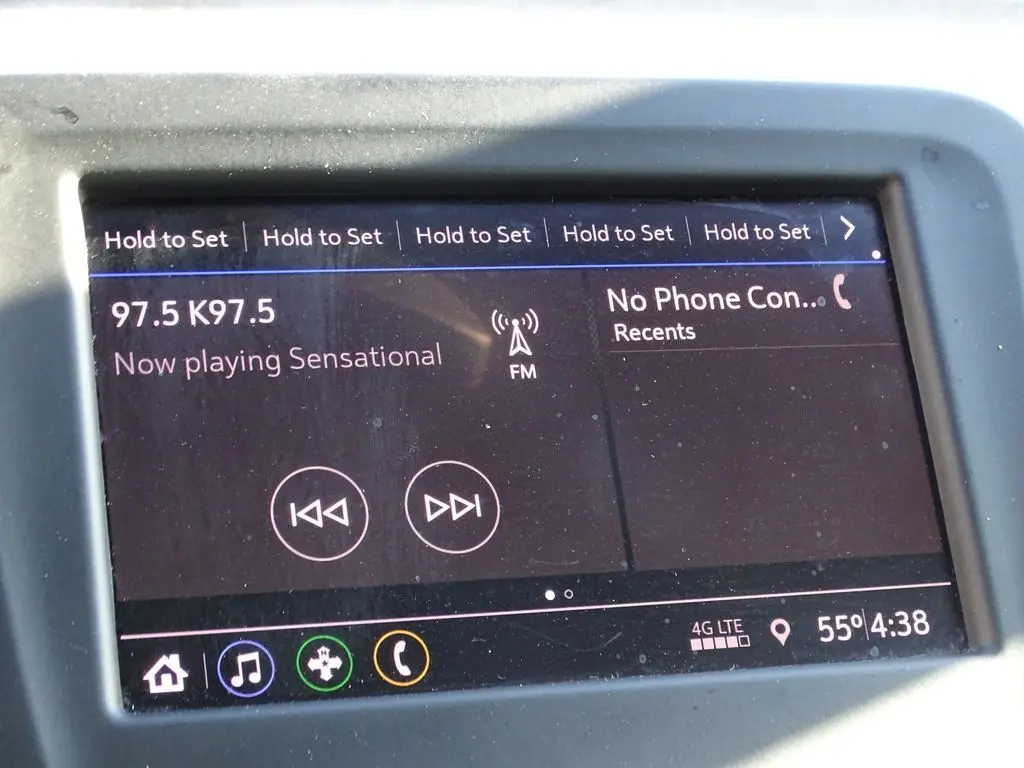 Hold to Set Hold to Set Hold to Set Hold to Set Hold to Set
97.5 K97.5
Now playing Sensational
FM
No Phone Con...
Recents
4G LTE
55° 4:38